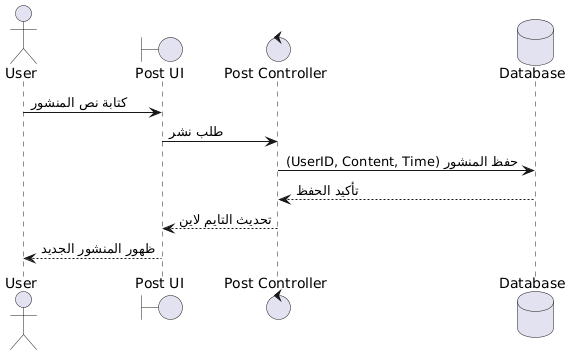 User
Post UI
Post Controller
Database
كتابة نص المنشور
طلب نشر
حفظ المنشور (UserID, Content, Time)
تأكيد الحفظ
تحديث التايم لاين
ظهور المنشور الجديد
User
Post UI
Post Controller
Database